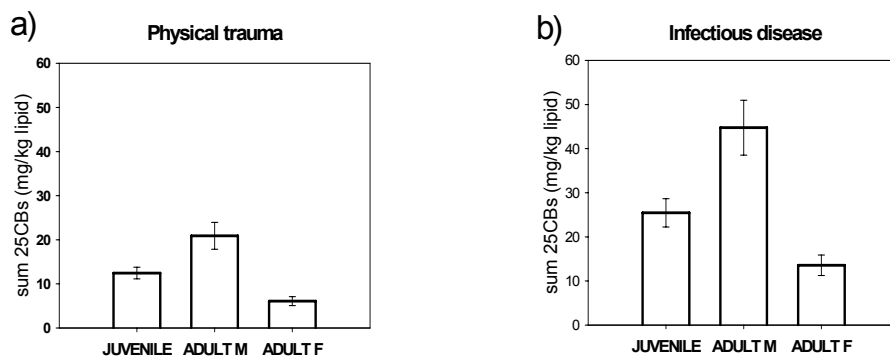 a)
Physical trauma
sum 25CBs (mg/kg lipid)
60
50
40
30
20
10
0
JUVENILE ADULT M ADULT F
b)
Infectious disease
sum 25CBs (mg/kg lipid)
60
50
40
30
20
10
0
JUVENILE ADULT M ADULT F